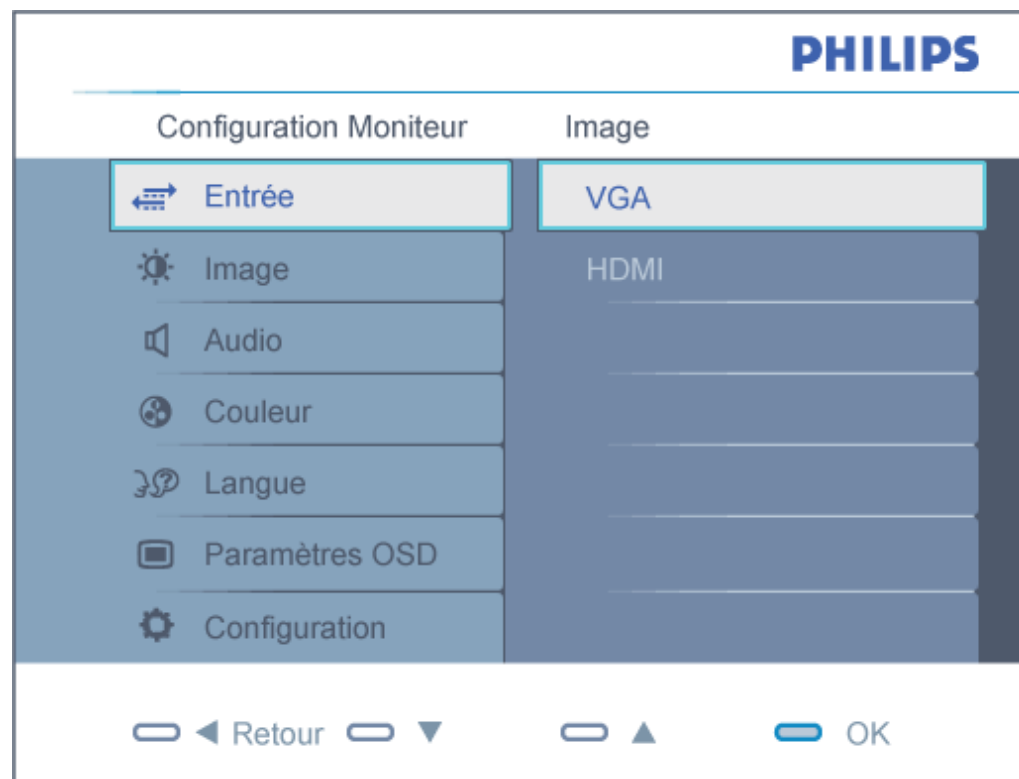 PHILIPS
Configuration Moniteur Image
Entrée VGA
Image HDMI
Audio
Couleur
Langue
Paramètres OSD
Configuration
Retour OK